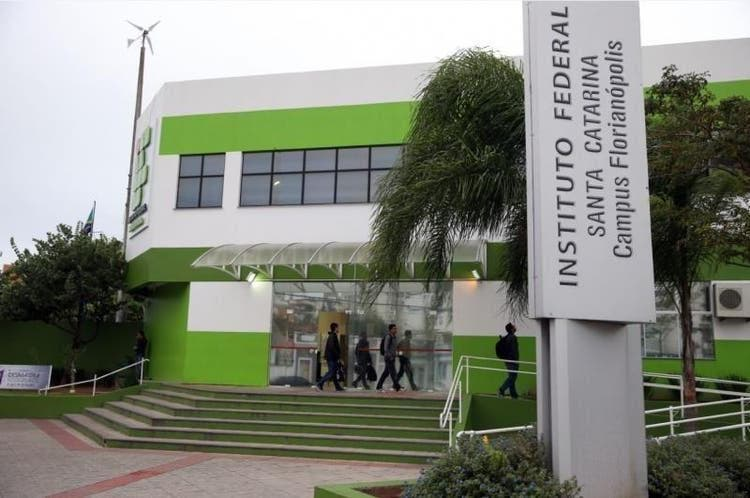 INSTITUTO FEDERAL
SANTA CATARINA
Campus Florianópolis